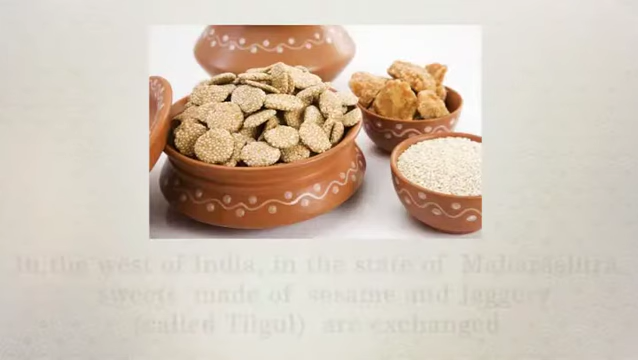 In the west of India, in the state of Maharashtra,
sweets made of sesame and Jaggery
(called Tilgul) are exchanged